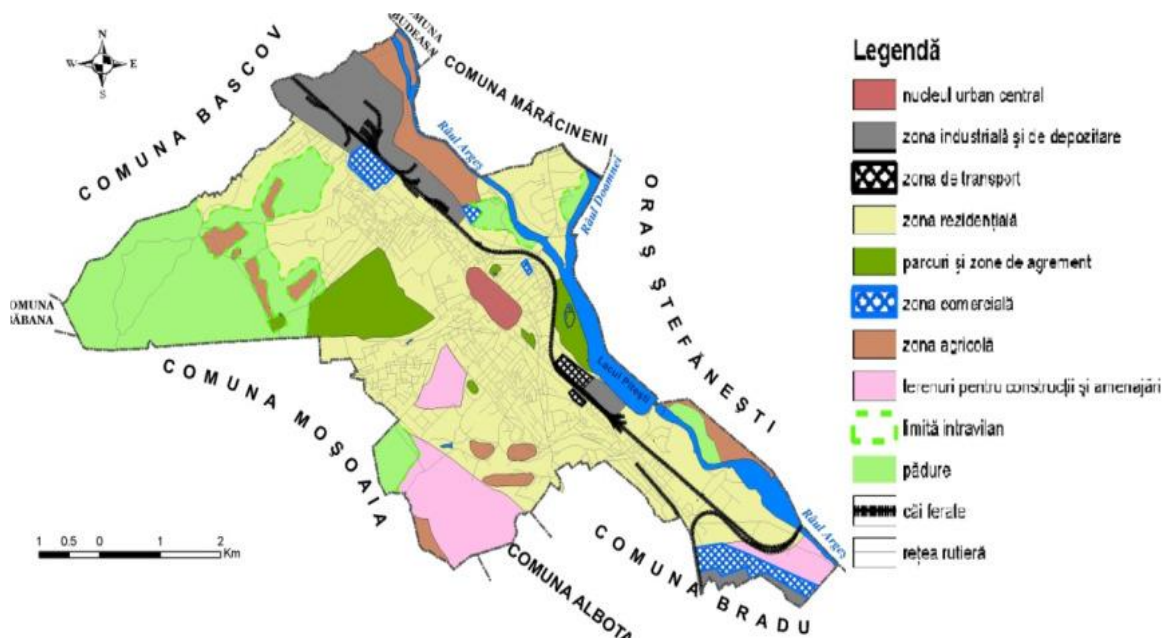 N
W E
S
COMUNA BASCOV
COMUNA
BUDEASA
COMUNA MĂRĂCINENI
Râul Argeș
Râul Doamnei
ORAȘ ȘTEFĂNEȘTI
COMUNA
BĂBANA
COMUNA MOȘOAIA
Lacul Pitești
COMUNA ALBOTA
COMUNA BRADU
Râul Argeș
1 0.5 0 1 2
Km
Legendă
nucleul urban central
zona industrială și de depozitare
zona de transport
zona rezidențială
parcuri și zone de agrement
zona comercială
zona agricolă
terenuri pentru construcții și amenajări
limită intravilan
pădure
căi ferate
rețea rutieră